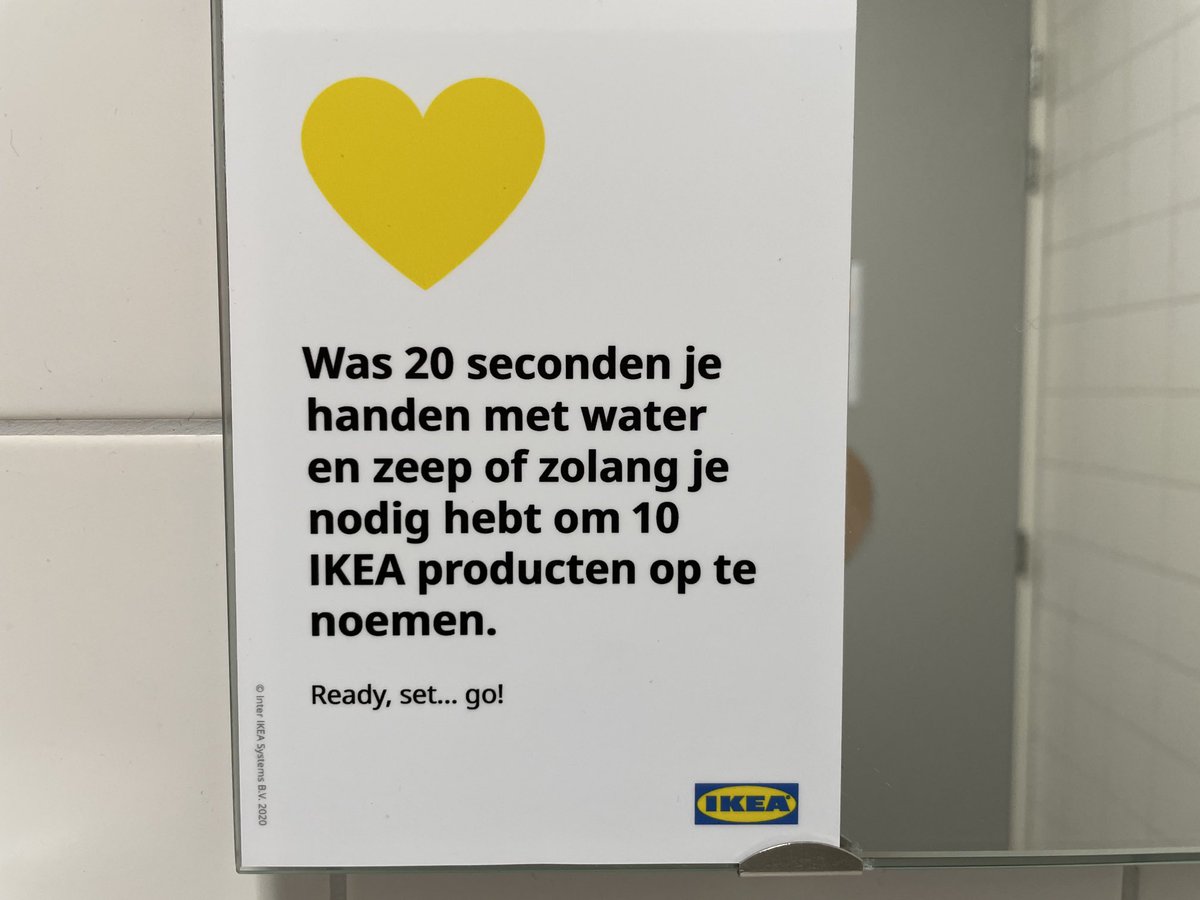 Was 20 seconden je
handen met water
en zeep of zolang je
nodig hebt om 10
IKEA producten op te
noemen.
Ready, set... go!
© Inter IKEA Systems B.V. 2020
IKEA®